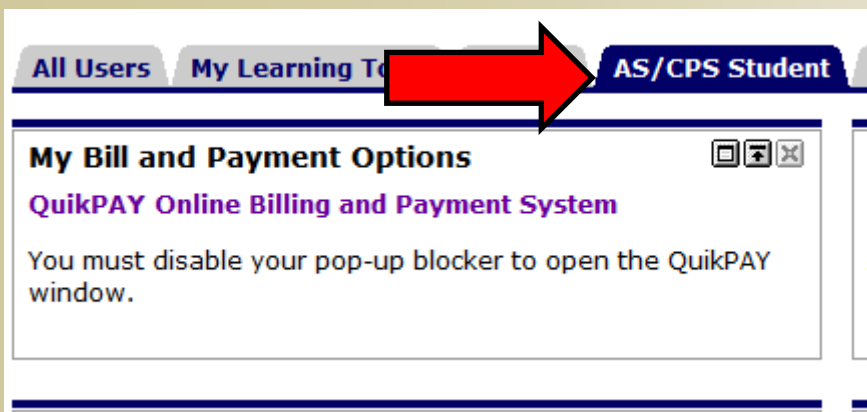 All Users My Learning AS/CPS Student
My Bill and Payment Options
QuikPAY Online Billing and Payment System
You must disable your pop-up blocker to open the QuikPAY
window.